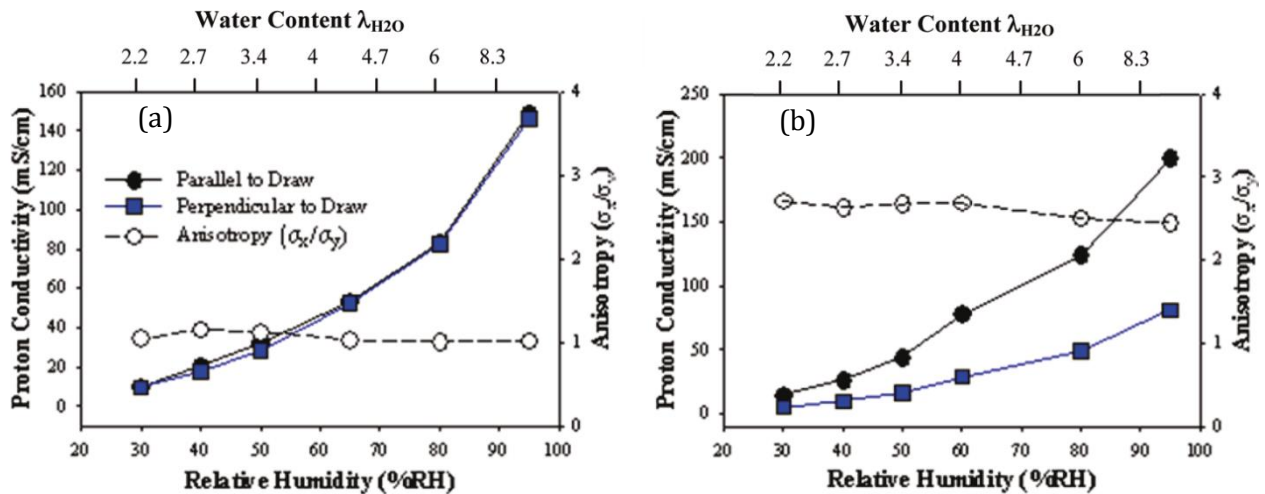 Water Content λH2O
2.2 2.7 3.4 4 4.7 6 8.3
160
140
120
100
80
60
40
20
0
Proton Conductivity (mS/cm)
(a)
Parallel to Draw
Perpendicular to Draw
Anisotropy (σx/σy)
4
3
2
1
0
Anisotropy (σx/σy)
20 30 40 50 60 70 80 90 100
Relative Humidity (%RH)
Water Content λH2O
2.2 2.7 3.4 4 4.7 6 8.3
250
200
150
100
50
0
Proton Conductivity (mS/cm)
(b)
4
3
2
1
0
Anisotropy (σx/σy)
20 30 40 50 60 70 80 90 100
Relative Humidity (%RH)